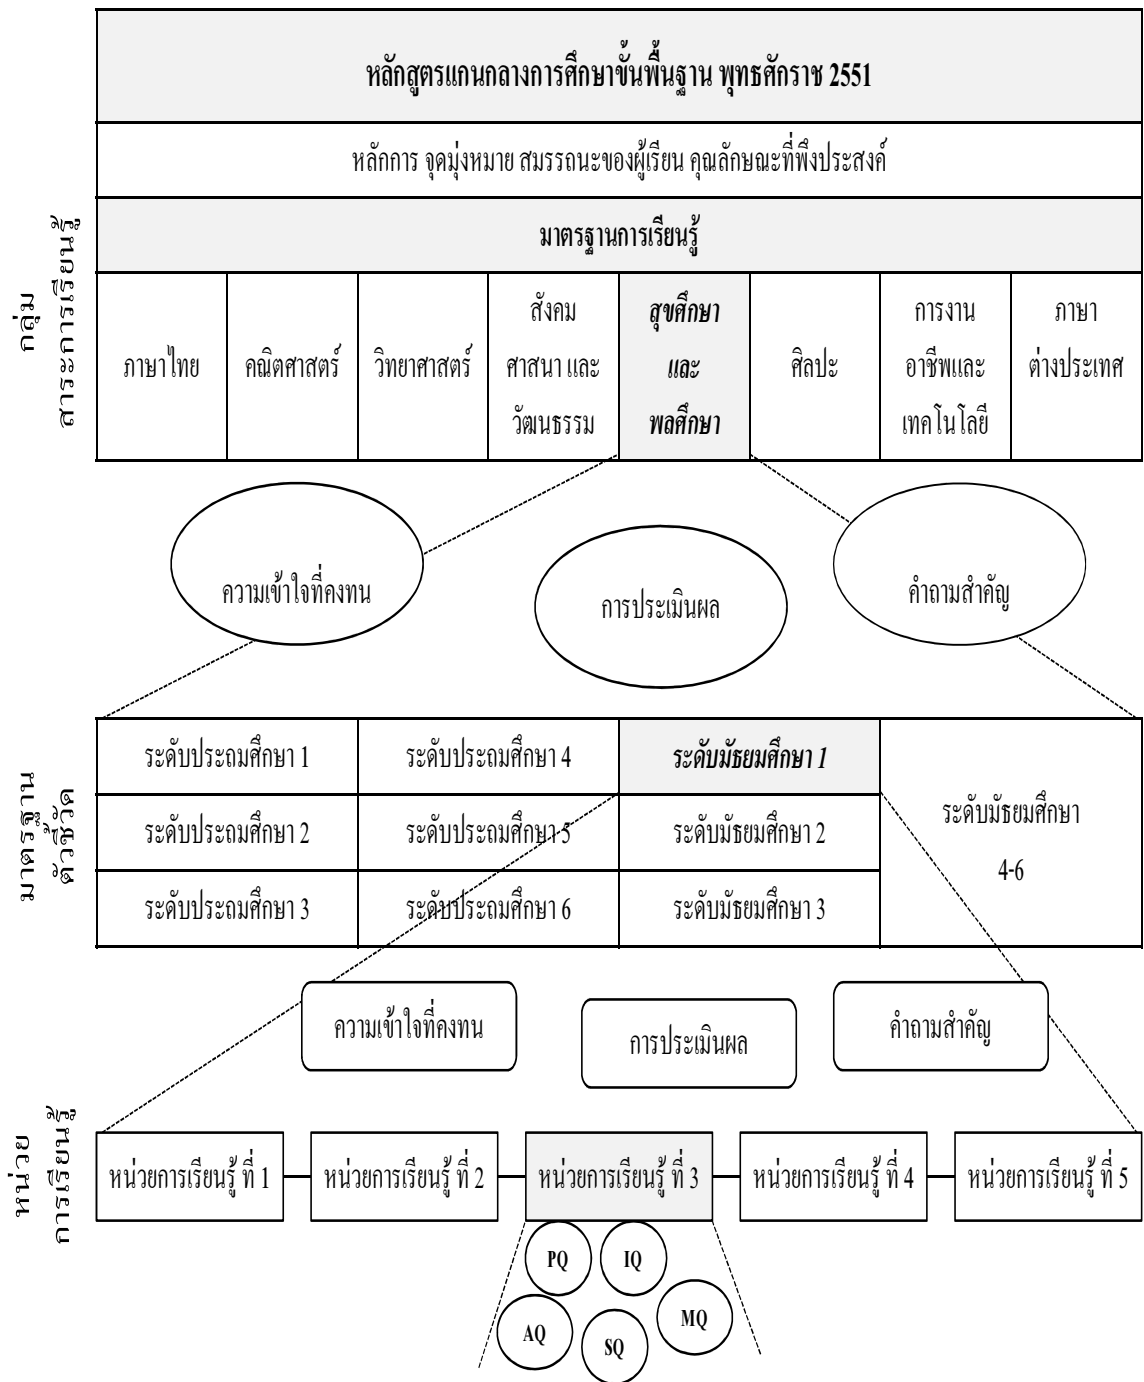 หลักสูตรแกนกลางการศึกษาขั้นพื้นฐาน พุทธศักราช 2551
หลักการ จุดมุ่งหมาย สมรรถนะของผู้เรียน คุณลักษณะที่พึงประสงค์
มาตรฐานการเรียนรู้
กลุ่ม
สาระการเรียนรู้
ภาษาไทย
คณิตศาสตร์
วิทยาศาสตร์
สังคม
ศาสนา และ
วัฒนธรรม
สุขศึกษา
และ
พลศึกษา
ศิลปะ
การงาน
อาชีพและ
เทคโนโลยี
ภาษา
ต่างประเทศ
ความเข้าใจที่คงทน
การประเมินผล
คำถามสำคัญ
มาตรฐาน
ตัวชี้วัด
ระดับประถมศึกษา 1
ระดับประถมศึกษา 4
ระดับมัธยมศึกษา 1
ระดับประถมศึกษา 2
ระดับประถมศึกษา 5
ระดับมัธยมศึกษา 2
ระดับประถมศึกษา 3
ระดับประถมศึกษา 6
ระดับมัธยมศึกษา 3
ระดับมัธยมศึกษา
4-6
ความเข้าใจที่คงทน
การประเมินผล
คำถามสำคัญ
หน่วย
การเรียนรู้
หน่วยการเรียนรู้ ที่ 1
หน่วยการเรียนรู้ ที่ 2
หน่วยการเรียนรู้ ที่ 3
หน่วยการเรียนรู้ ที่ 4
หน่วยการเรียนรู้ ที่ 5
PQ
IQ
AQ
SQ
MQ